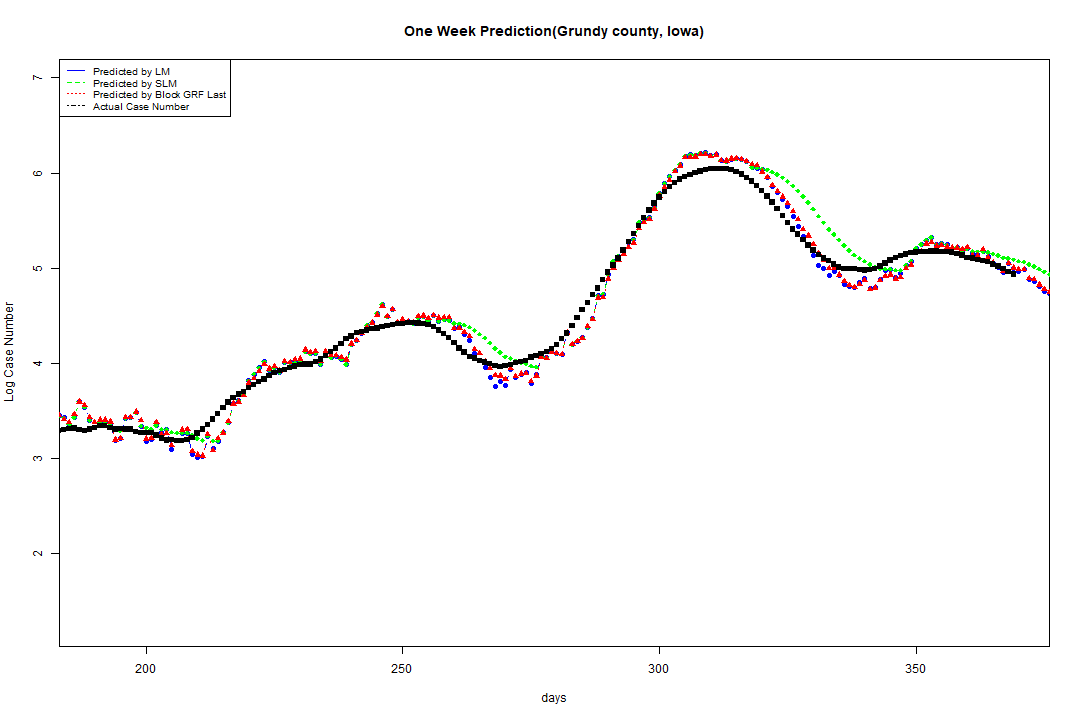 One Week Prediction(Grundy county, Iowa)
Predicted by LM
Predicted by SLM
Predicted by Block GRF Last
Actual Case Number
7
6
5
4
3
2
Log Case Number
200 250 300 350
days